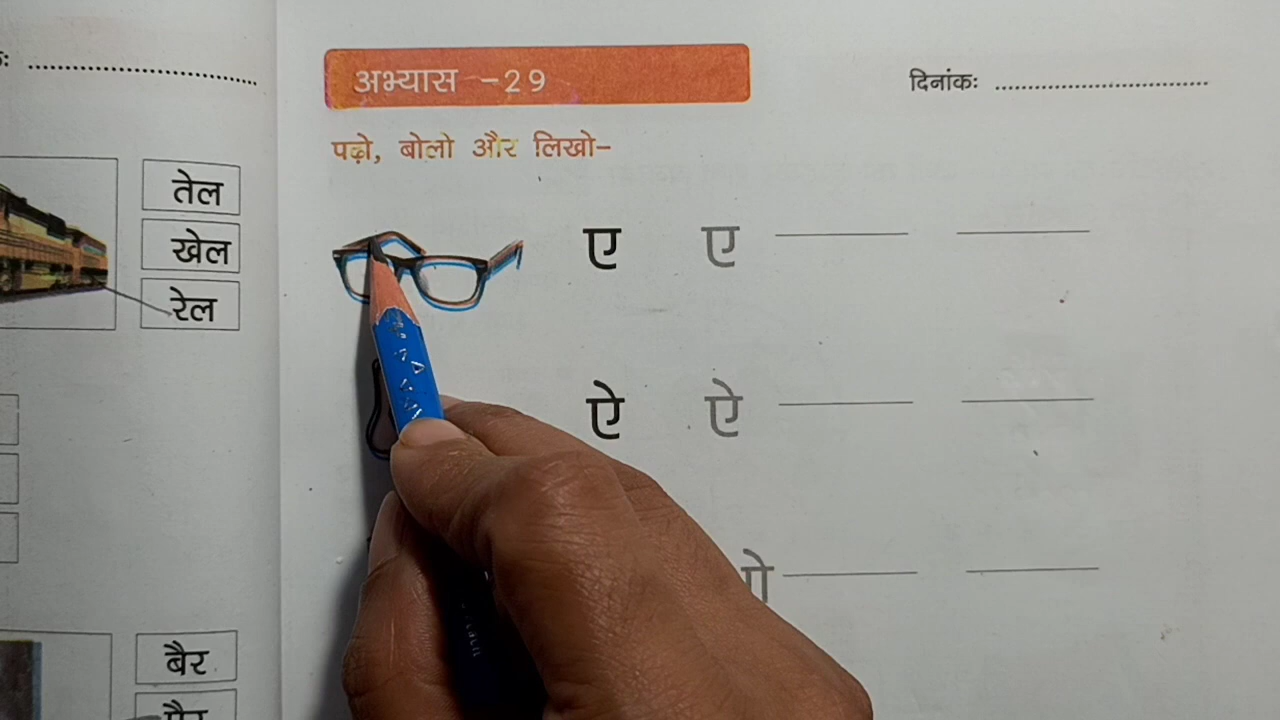 तेल
खेल
रेल
बैर
अभ्यास -29
दिनांकः
पढ़ो, बोलो और लिखो-
ए ए
ऐ ऐ